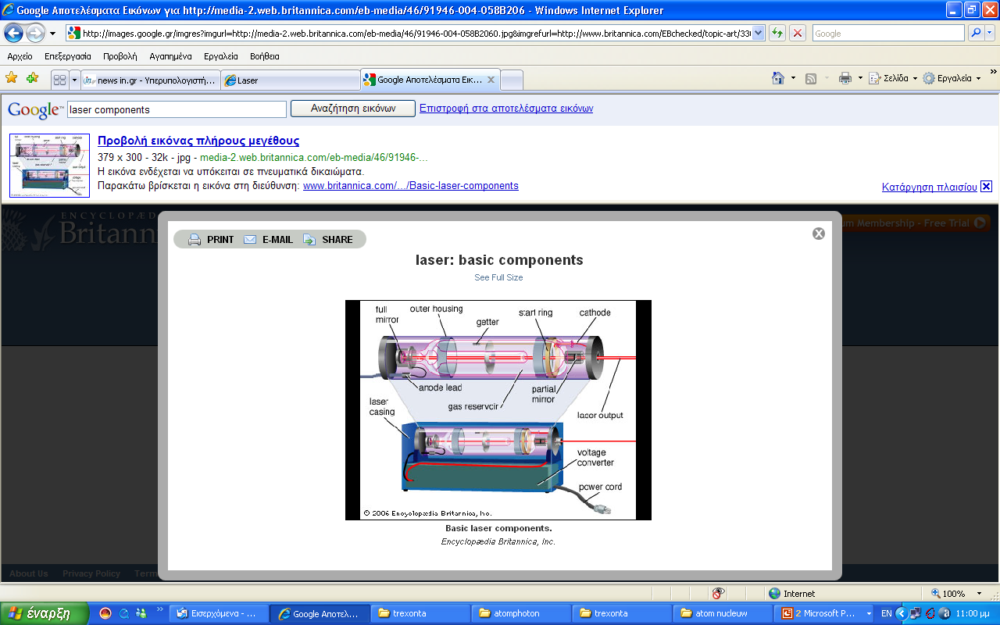 Google Αποτελέσματα Εικόνων για http://media-2.web.britannica.com/eb-media/46/91946-004-058B206 - Windows Internet Explorer
http://images.google.gr/imgres?imgurl=http://media-2.web.britannica.com/eb-media/46/91946-004-058B2060.jpg&imgrefurl=http://www.britannica.com/EBchecked/topic-art/33
Google
Αρχείο Επεξεργασία Προβολή Αγαπημένα Εργαλεία Βοήθεια
news in.gr - Υπερυπολογιστή... Laser Google Αποτελέσματα Εικ... Σελίδα Εργαλεία
Google laser components Αναζήτηση εικόνων Επιστροφή στα αποτελέσματα εικόνων
Προβολή εικόνας πλήρους μεγέθους
379 x 300 - 32k - jpg - media-2.web.britannica.com/eb-media/46/91946-...
Η εικόνα ενδέχεται να υπόκειται σε πνευματικά δικαιώματα.
Παρακάτω βρίσκεται η εικόνα στη διεύθυνση: www.britannica.com/.../Basic-laser-components
Κατάργηση πλαισίου
ENCYCLOPÆD
Britann
um Membership - Free Trial
PRINT E-MAIL SHARE
laser: basic components
See Full Size
full mirror
outer housing
getter
start ring
cathode
anode lead
gas reservoir
partial mirror
laser output
laser casing
voltage converter
power cord
© 2006 Encyclopædia Britannica, Inc.
Basic laser components.
Encyclopædia Britannica, Inc.
About Us Privacy Policy Term
Internet 100%
έναρξη Εισερχόμενα - ... Google Αποτελ... trexonta atomphoton trexonta atom nucleuw 2 Microsoft P... EN 11:00 μμ